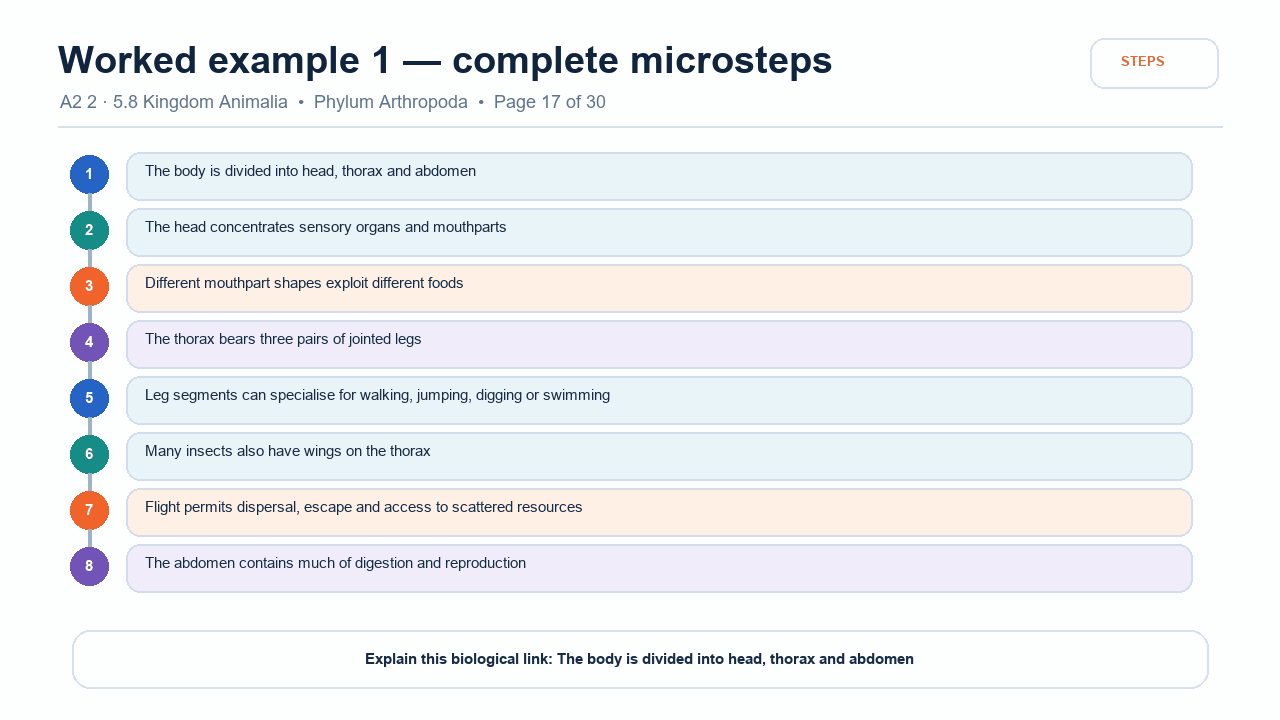 Worked example 1 — complete microsteps
STEPS
A2 2 · 5.8 Kingdom Animalia • Phylum Arthropoda • Page 17 of 30
1 The body is divided into head, thorax and abdomen
2 The head concentrates sensory organs and mouthparts
3 Different mouthpart shapes exploit different foods
4 The thorax bears three pairs of jointed legs
5 Leg segments can specialise for walking, jumping, digging or swimming
6 Many insects also have wings on the thorax
7 Flight permits dispersal, escape and access to scattered resources
8 The abdomen contains much of digestion and reproduction
Explain this biological link: The body is divided into head, thorax and abdomen